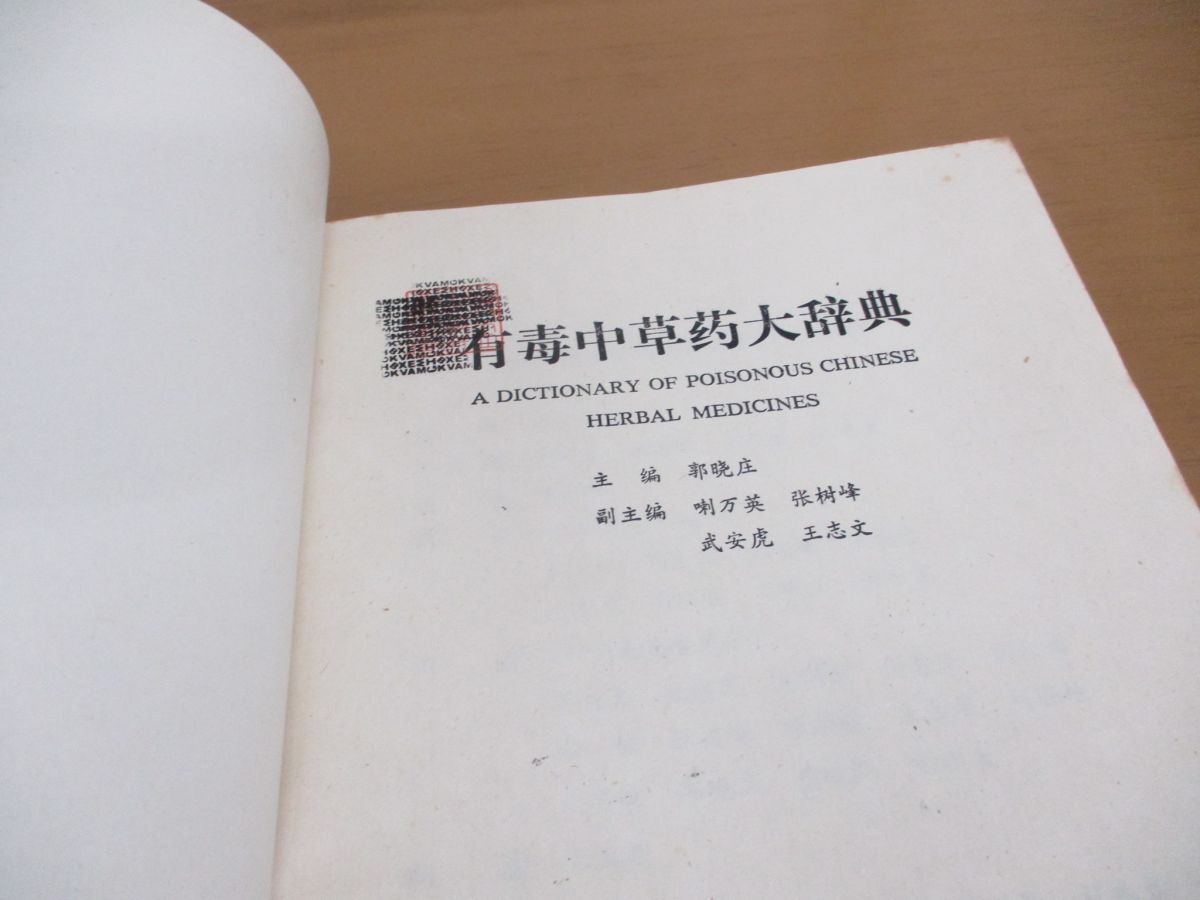 有毒中草药大辞典
A DICTIONARY OF POISONOUS CHINESE
HERBAL MEDICINES
主 编 郭晓庄
副主编 喇万英 张树峰
武安虎 王志文